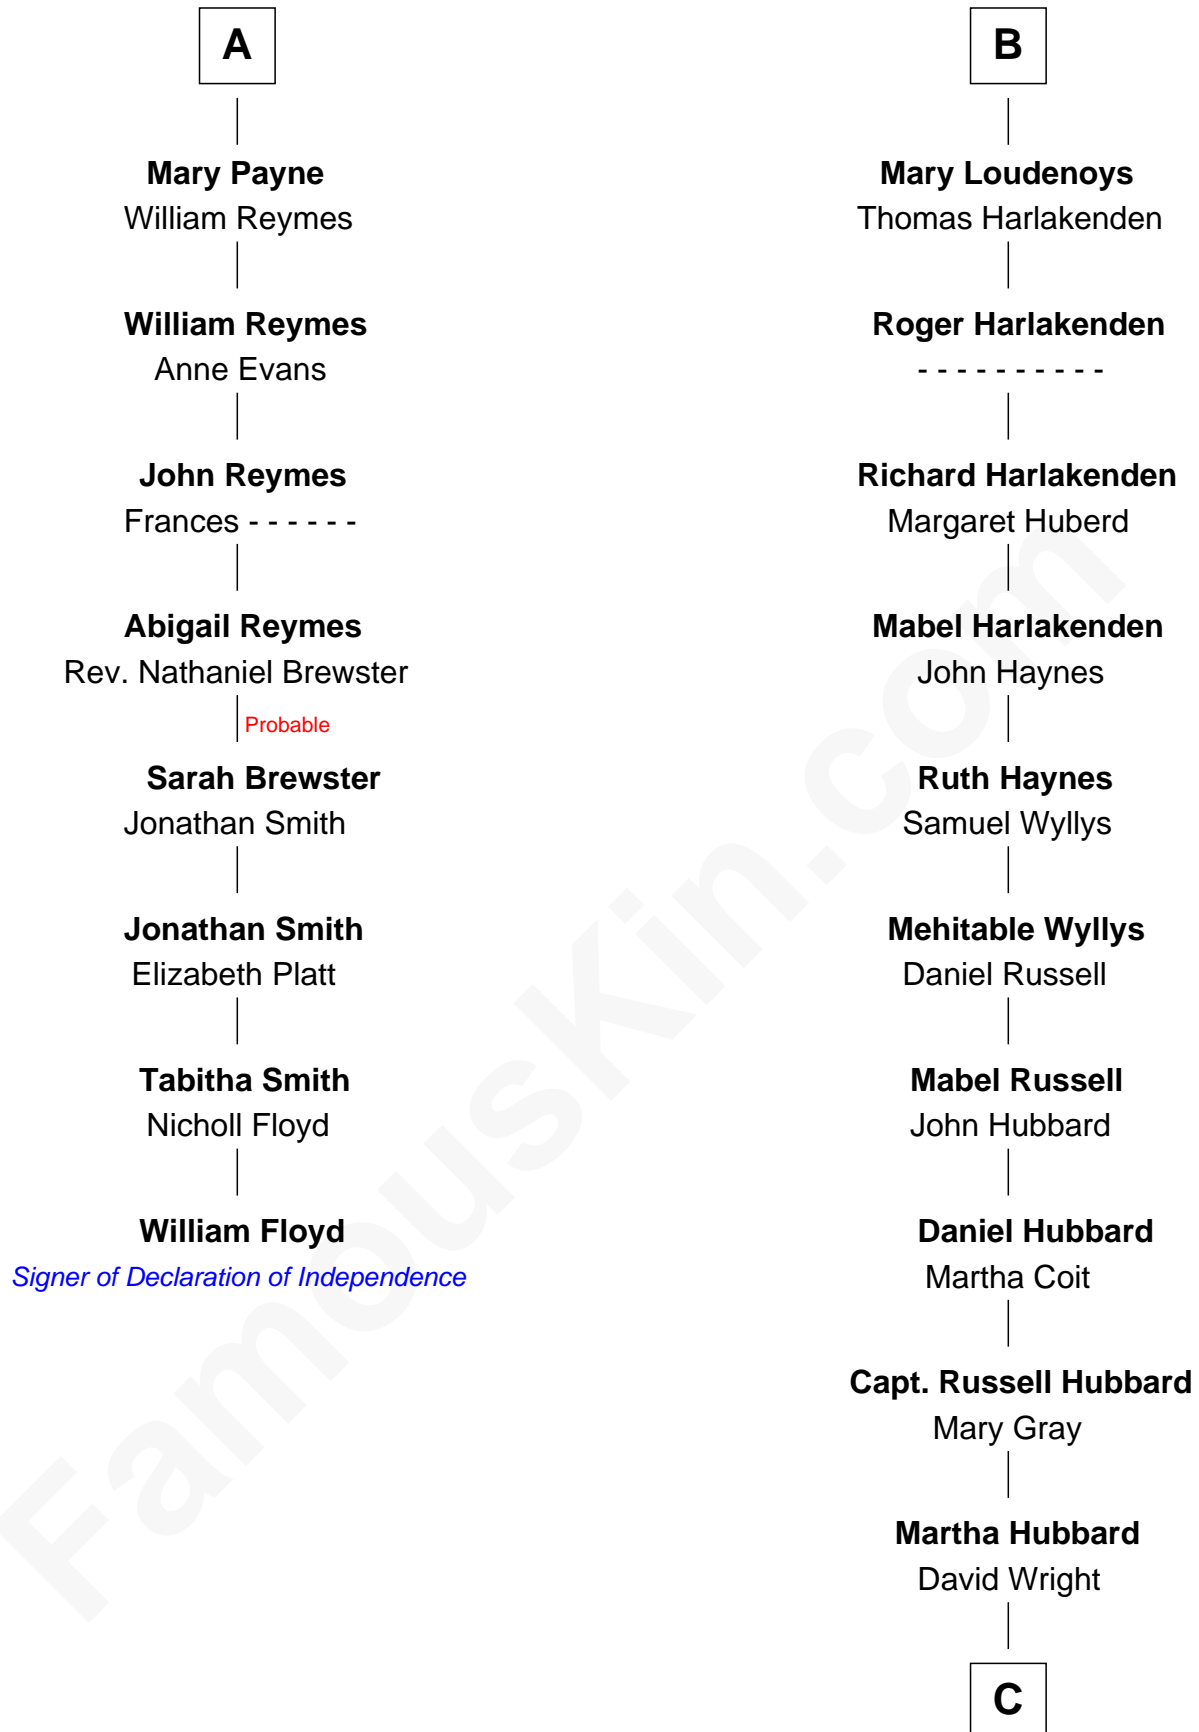 A
Mary Payne
William Reymes
William Reymes
Anne Evans
John Reymes
Frances - - - - - -
Abigail Reymes
Rev. Nathaniel Brewster
Probable
Sarah Brewster
Jonathan Smith
Jonathan Smith
Elizabeth Platt
Tabitha Smith
Nicholl Floyd
William Floyd
Signer of Declaration of Independence
B
Mary Loudenoys
Thomas Harlakenden
Roger Harlakenden
- - - - - - - - - -
Richard Harlakenden
Margaret Huberd
Mabel Harlakenden
John Haynes
Ruth Haynes
Samuel Wyllys
Mehitable Wyllys
Daniel Russell
Mabel Russell
John Hubbard
Daniel Hubbard
Martha Coit
Capt. Russell Hubbard
Mary Gray
Martha Hubbard
David Wright
C
FamousKin.com